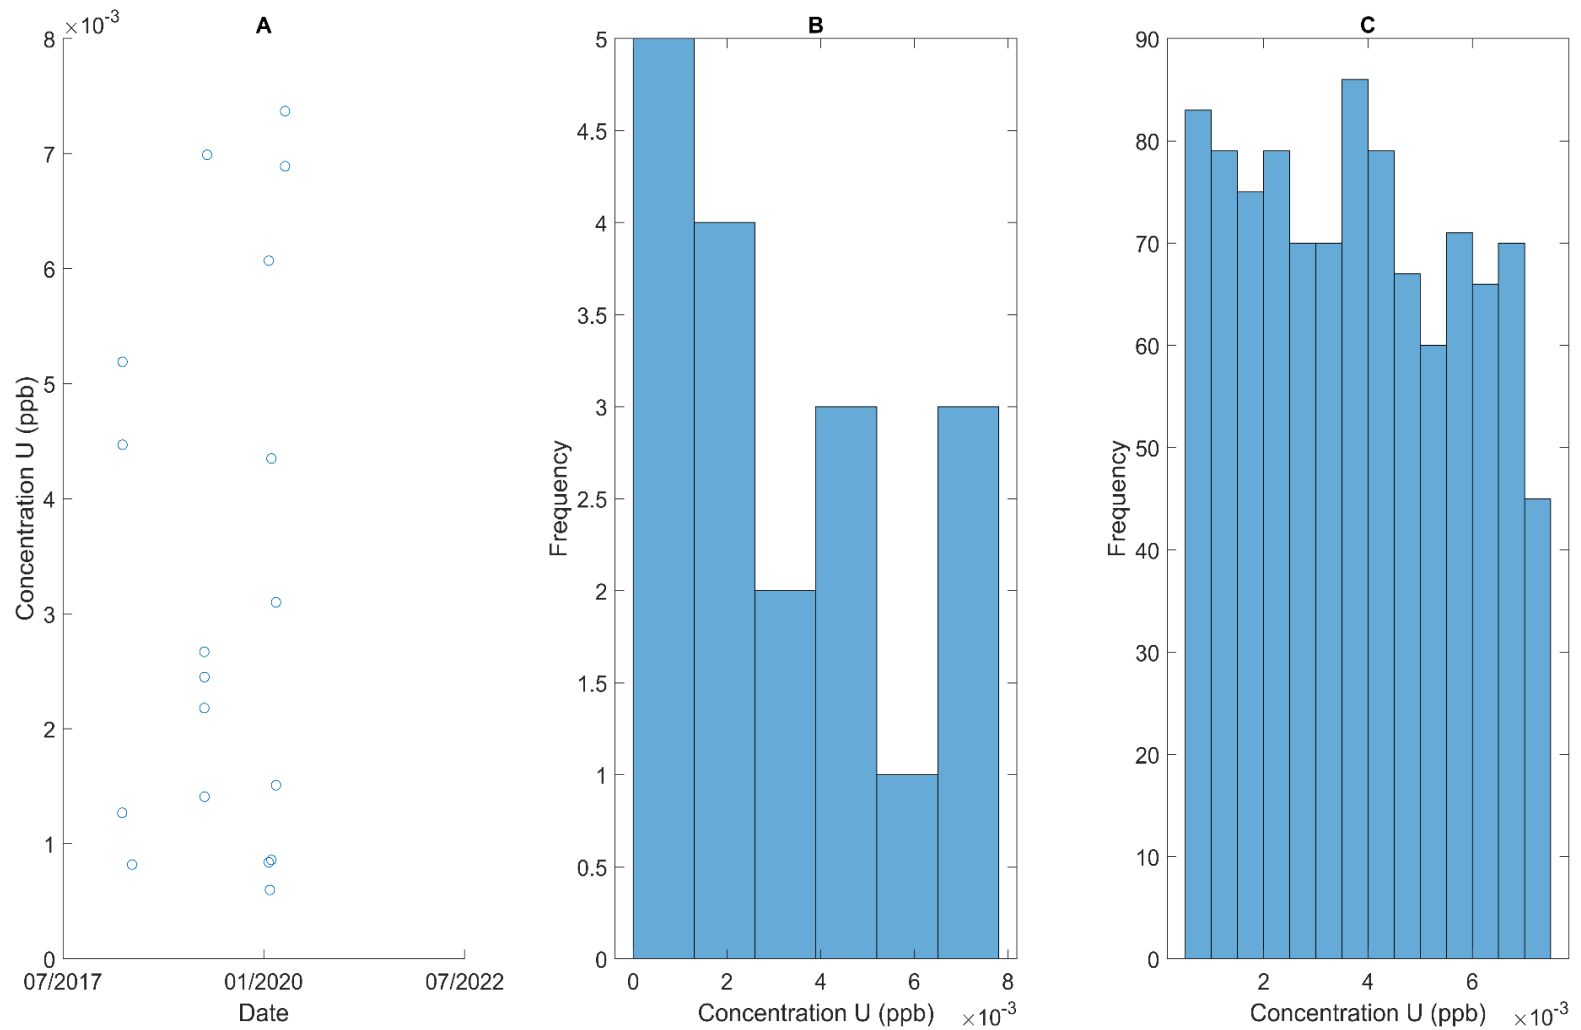 A
×10-3
8
7
6
5
4
3
2
1
0
Concentration U (ppb)
07/2017 01/2020 07/2022
Date
B
5
4.5
4
3.5
3
2.5
2
1.5
1
0.5
0
Frequency
0 2 4 6 8
Concentration U (ppb) ×10-3
C
90
80
70
60
50
40
30
20
10
0
Frequency
2 4 6
Concentration U (ppb) ×10-3